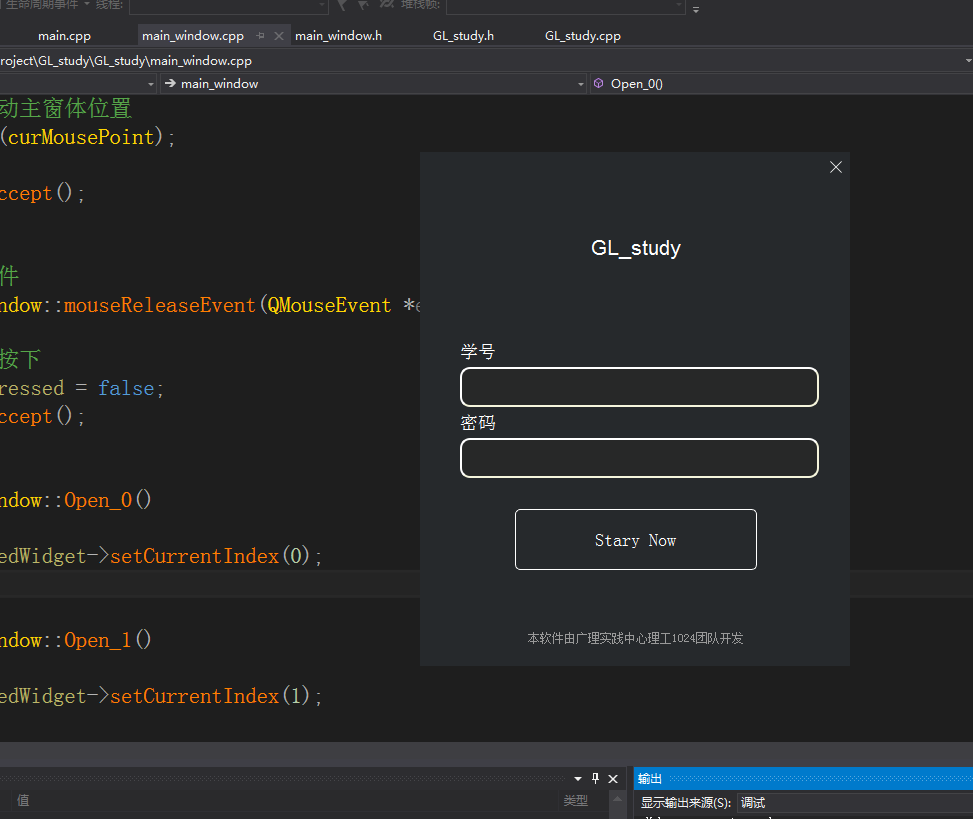 生命周期事件 线程: 堆栈帧:
main.cpp main_window.cpp main_window.h GL_study.h GL_study.cpp
roject\GL_study\GL_study\main_window.cpp
main_window Open_0()
动主窗体位置
(curMousePoint);
ccept();
件
ndow::mouseReleaseEvent(QMouseEvent *e
按下
ressed = false;
ccept();
ndow::Open_0()
edWidget->setCurrentIndex(0);
ndow::Open_1()
edWidget->setCurrentIndex(1);
GL_study
学号
密码
Stary Now
本软件由广理实践中心理工1024团队开发
值 类型
输出
显示输出来源(S): 调试